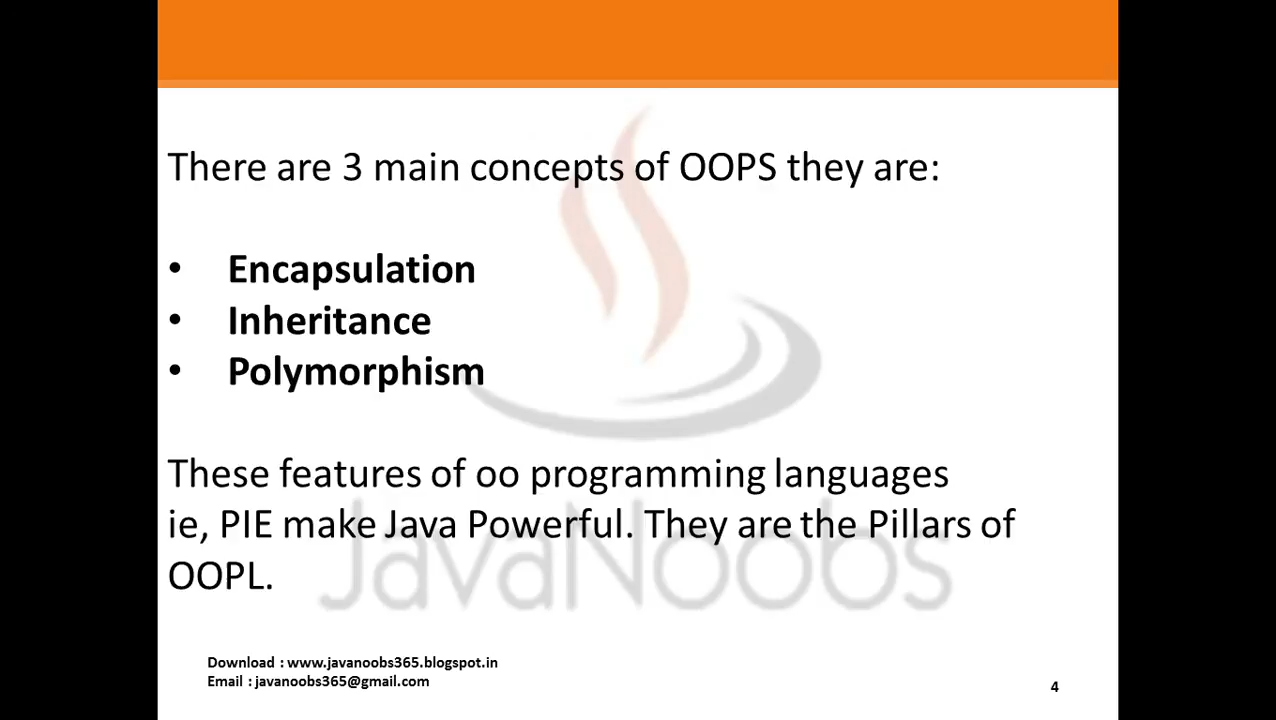 There are 3 main concepts of OOPS they are:
• Encapsulation
• Inheritance
• Polymorphism
These features of oo programming languages
ie, PIE make Java Powerful. They are the Pillars of
OOPL.
JavaNoobs
Download : www.javanoobs365.blogspot.in
Email : javanoobs365@gmail.com
4